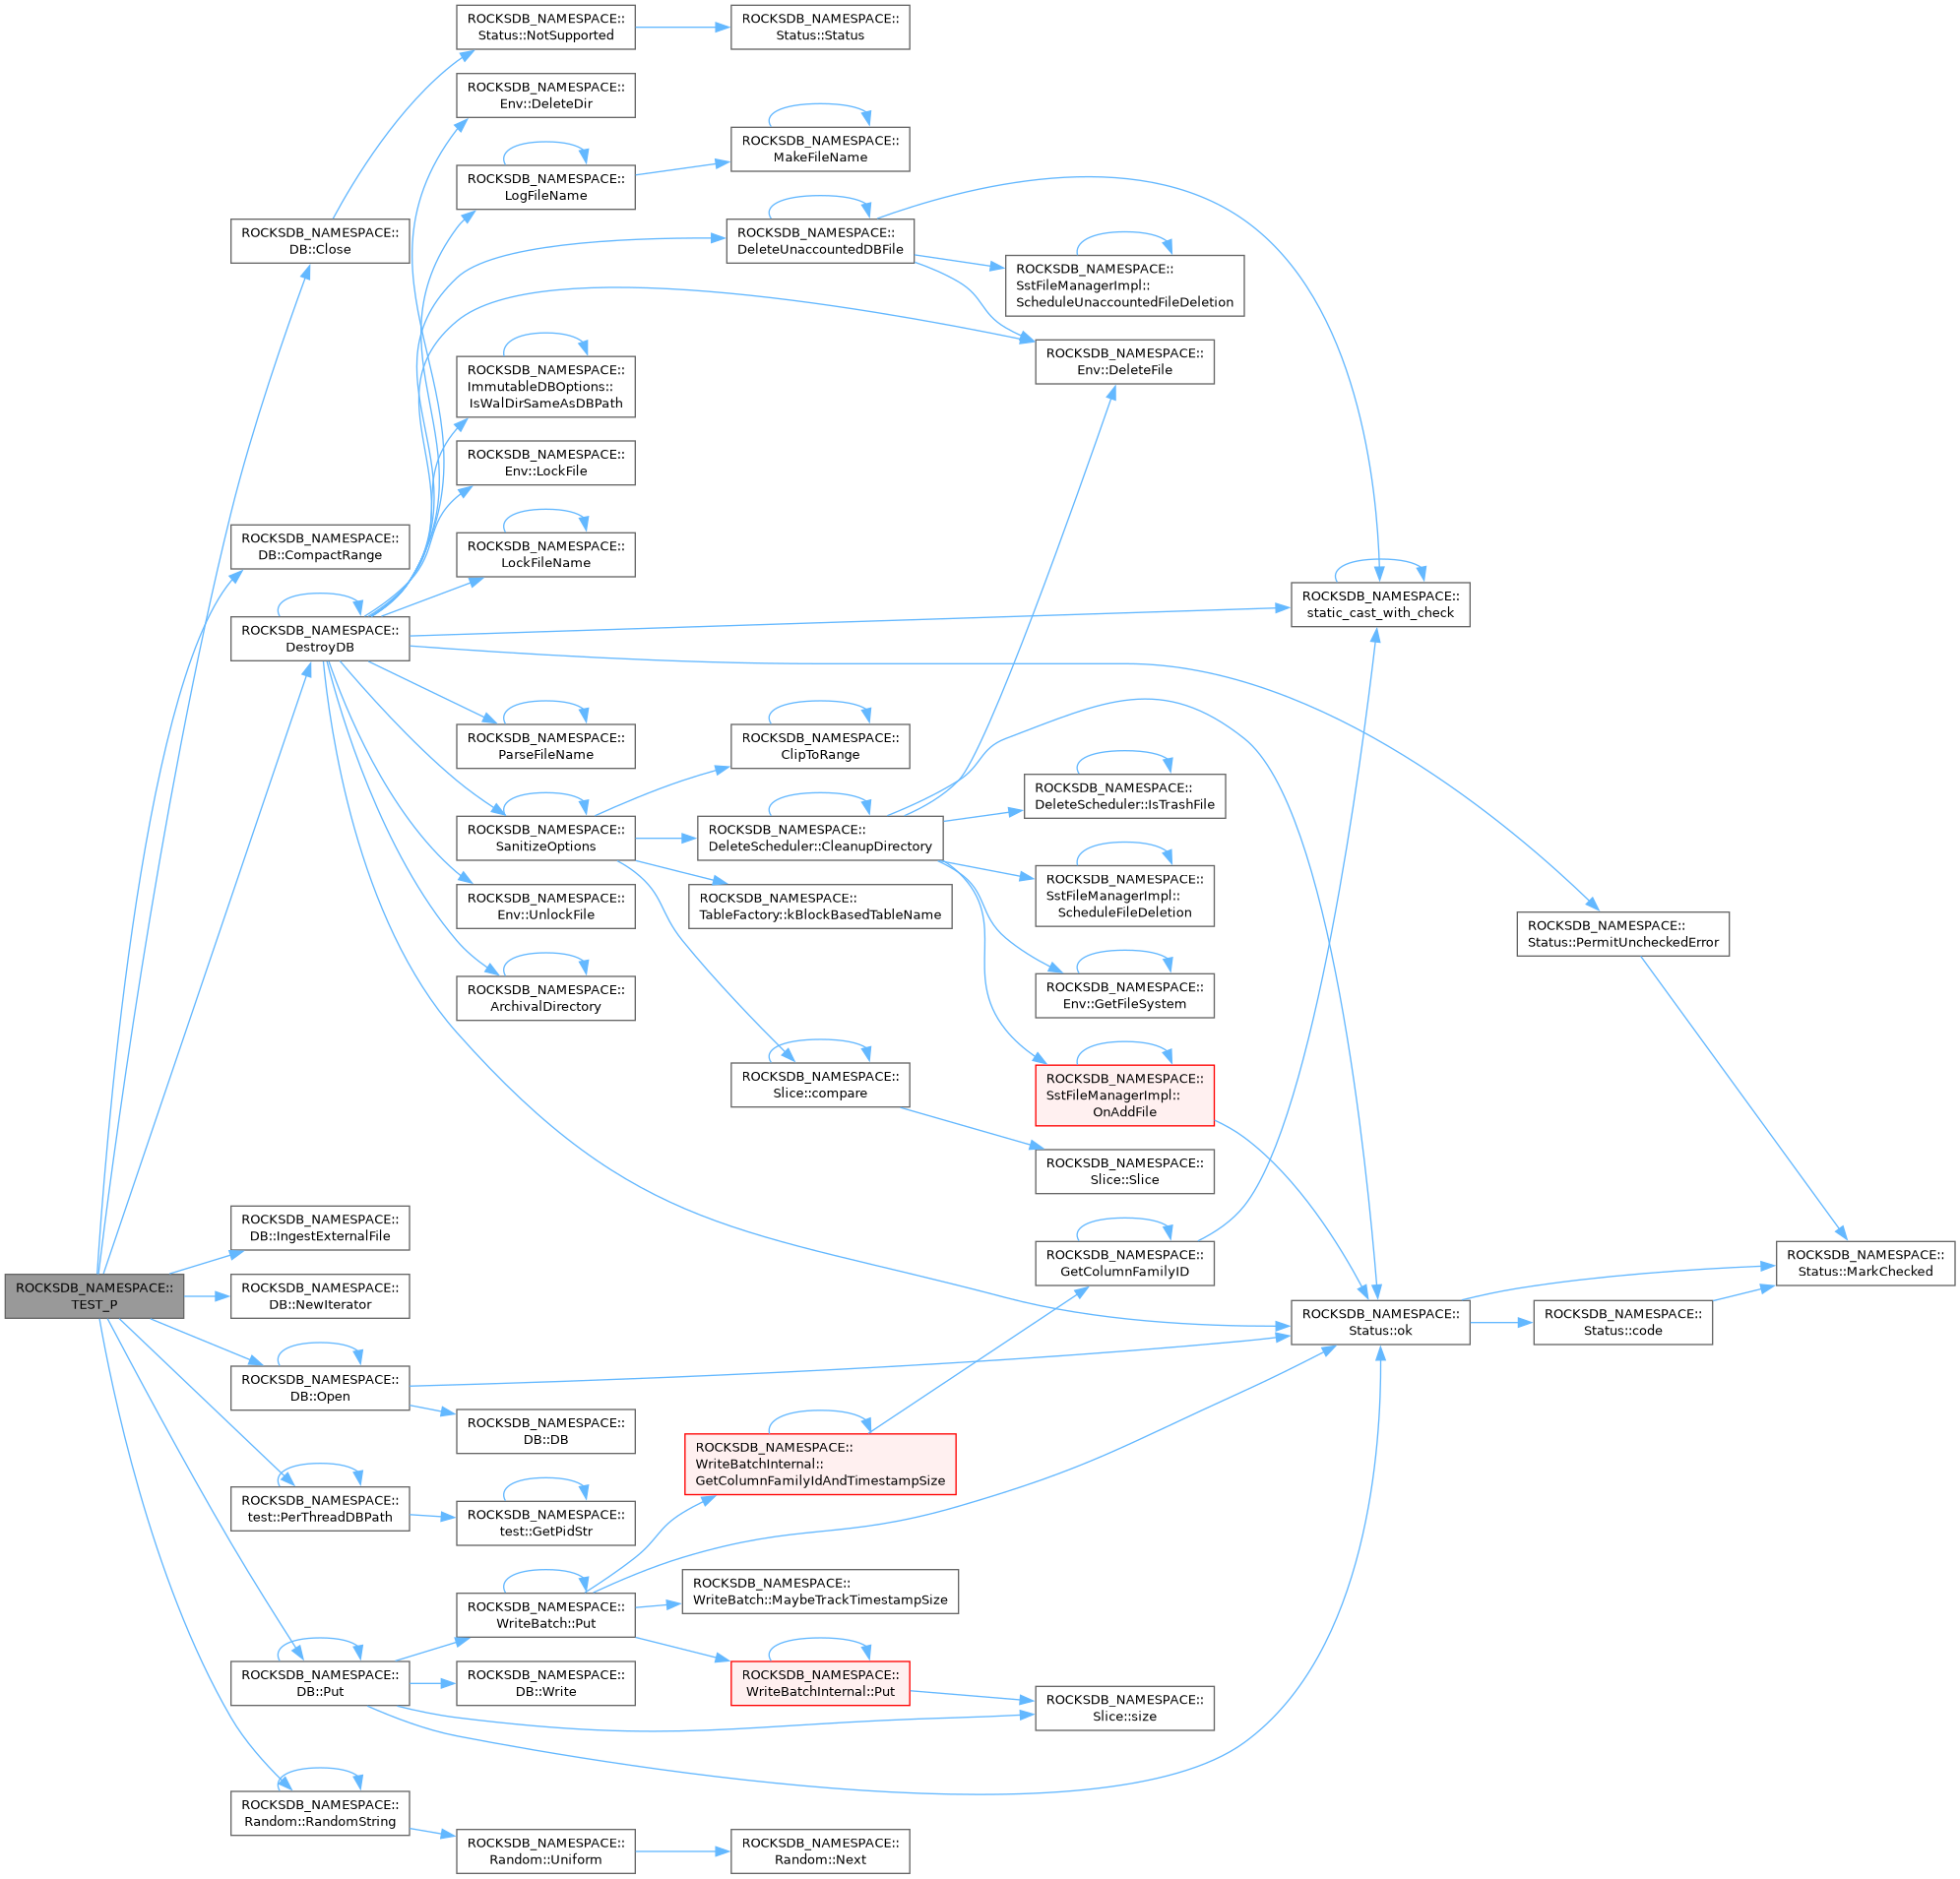 ROCKSDB_NAMESPACE::
Status::NotSupported
ROCKSDB_NAMESPACE::
Status::Status
ROCKSDB_NAMESPACE::
Env::DeleteDir
ROCKSDB_NAMESPACE::
MakeFileName
ROCKSDB_NAMESPACE::
LogFileName
ROCKSDB_NAMESPACE::
DB::Close
ROCKSDB_NAMESPACE::
DeleteUnaccountedDBFile
ROCKSDB_NAMESPACE::
SstFileManagerImpl::
ScheduleUnaccountedFileDeletion
ROCKSDB_NAMESPACE::
Env::DeleteFile
ROCKSDB_NAMESPACE::
ImmutableDBOptions::
IsWalDirSameAsDBPath
ROCKSDB_NAMESPACE::
Env::LockFile
ROCKSDB_NAMESPACE::
DB::CompactRange
ROCKSDB_NAMESPACE::
LockFileName
ROCKSDB_NAMESPACE::
static_cast_with_check
ROCKSDB_NAMESPACE::
DestroyDB
ROCKSDB_NAMESPACE::
ParseFileName
ROCKSDB_NAMESPACE::
ClipToRange
ROCKSDB_NAMESPACE::
DeleteScheduler::IsTrashFile
ROCKSDB_NAMESPACE::
SanitizeOptions
ROCKSDB_NAMESPACE::
DeleteScheduler::CleanupDirectory
ROCKSDB_NAMESPACE::
SstFileManagerImpl::
ScheduleFileDeletion
ROCKSDB_NAMESPACE::
Env::UnlockFile
ROCKSDB_NAMESPACE::
TableFactory::kBlockBasedTableName
ROCKSDB_NAMESPACE::
Status::PermitUncheckedError
ROCKSDB_NAMESPACE::
ArchivalDirectory
ROCKSDB_NAMESPACE::
Env::GetFileSystem
ROCKSDB_NAMESPACE::
Slice::compare
ROCKSDB_NAMESPACE::
SstFileManagerImpl::
OnAddFile
ROCKSDB_NAMESPACE::
Slice::Slice
ROCKSDB_NAMESPACE::
DB::IngestExternalFile
ROCKSDB_NAMESPACE::
GetColumnFamilyID
ROCKSDB_NAMESPACE::
Status::MarkChecked
ROCKSDB_NAMESPACE::
TEST_P
ROCKSDB_NAMESPACE::
DB::NewIterator
ROCKSDB_NAMESPACE::
Status::ok
ROCKSDB_NAMESPACE::
Status::code
ROCKSDB_NAMESPACE::
DB::Open
ROCKSDB_NAMESPACE::
DB::DB
ROCKSDB_NAMESPACE::
WriteBatchInternal::
GetColumnFamilyIdAndTimestampSize
ROCKSDB_NAMESPACE::
test::PerThreadDBPath
ROCKSDB_NAMESPACE::
test::GetPidStr
ROCKSDB_NAMESPACE::
WriteBatch::MaybeTrackTimestampSize
ROCKSDB_NAMESPACE::
WriteBatch::Put
ROCKSDB_NAMESPACE::
DB::Put
ROCKSDB_NAMESPACE::
DB::Write
ROCKSDB_NAMESPACE::
WriteBatchInternal::Put
ROCKSDB_NAMESPACE::
Slice::size
ROCKSDB_NAMESPACE::
Random::RandomString
ROCKSDB_NAMESPACE::
Random::Uniform
ROCKSDB_NAMESPACE::
Random::Next